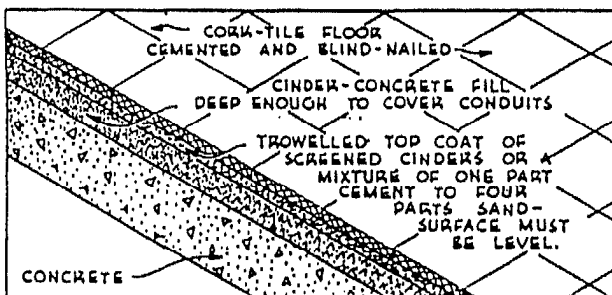 CORK-TILE FLOOR
CEMENTED AND BLIND-NAILED
CINDER-CONCRETE FILL
DEEP ENOUGH TO COVER CONDUITS
TROWELLED TOP COAT OF
SCREENED CINDERS OR A
MIXTURE OF ONE PART
CEMENT TO FOUR
PARTS SAND-
SURFACE MUST
BE LEVEL.
CONCRETE